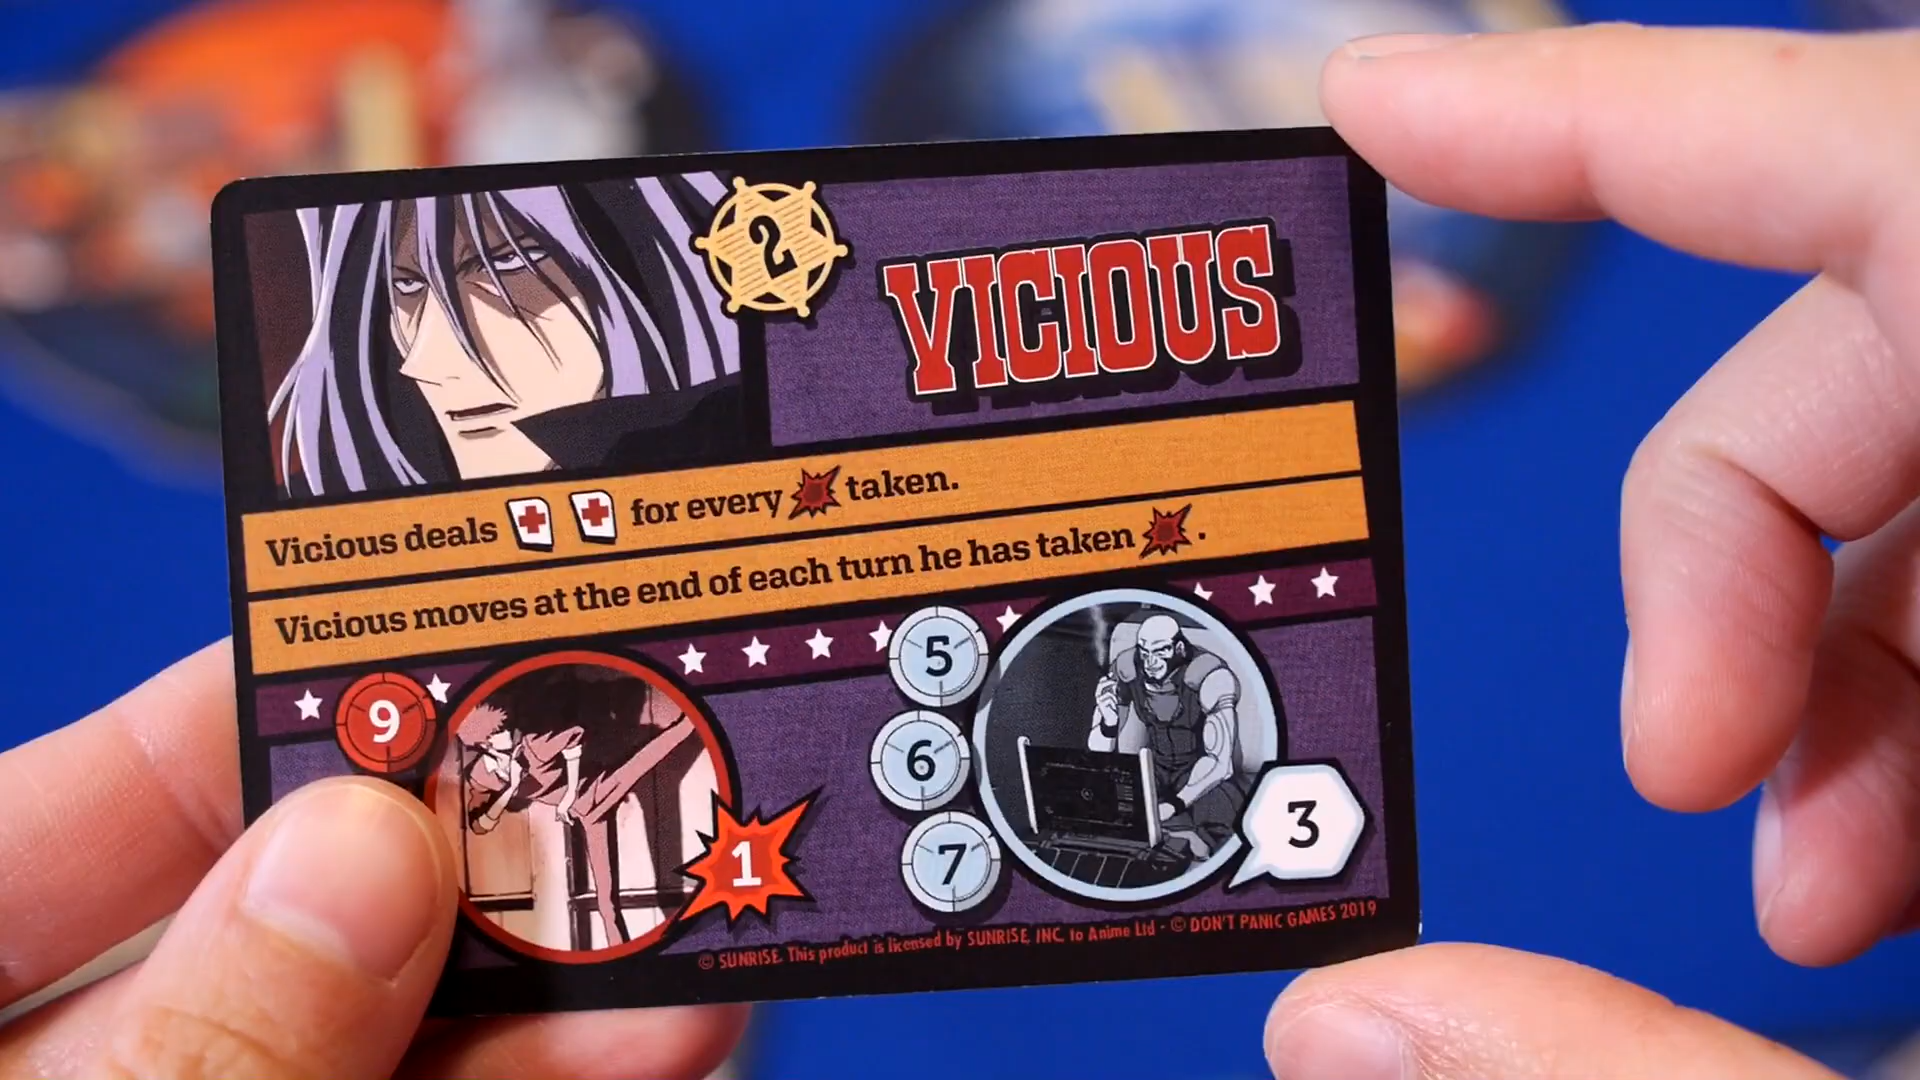 2
VICIOUS
Vicious deals for every taken.
Vicious moves at the end of each turn he has taken .
9
1
5
6
7
3
© SUNRISE. This product is licensed by SUNRISE, INC. to Anime Ltd - © DON'T PANIC GAMES 2019